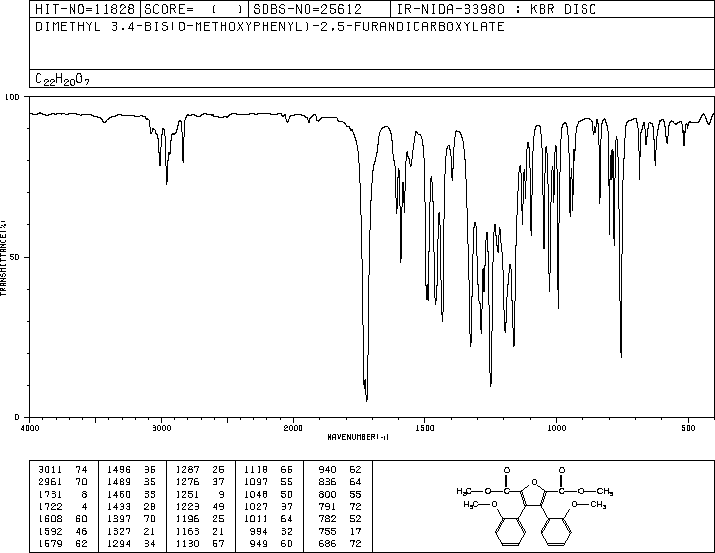 HIT-NO=11828 SCORE= ( ) SDBS-NO=25612 IR-NIDA-33980 : KBR DISC
DIMETHYL 3,4-BIS(O-METHOXYPHENYL)-2,5-FURANDICARBOXYLATE
C22H20O7
100
50
0
TRANSMITTANCE(%)
4000 3000 2000 1500 1000 500
WAVENUMBER(-1)
3011 74 1496 36 1287 26 1118 66 940 62
2961 70 1489 35 1276 37 1097 55 836 64
1731 8 1460 35 1251 9 1048 50 800 55
1722 4 1433 28 1223 49 1027 37 791 72
1608 60 1397 70 1196 25 1011 64 782 52
1592 46 1327 21 1163 21 994 32 755 17
1579 62 1294 34 1130 57 949 60 686 72
O O
H3C O C O C O CH3
H3C O O CH3